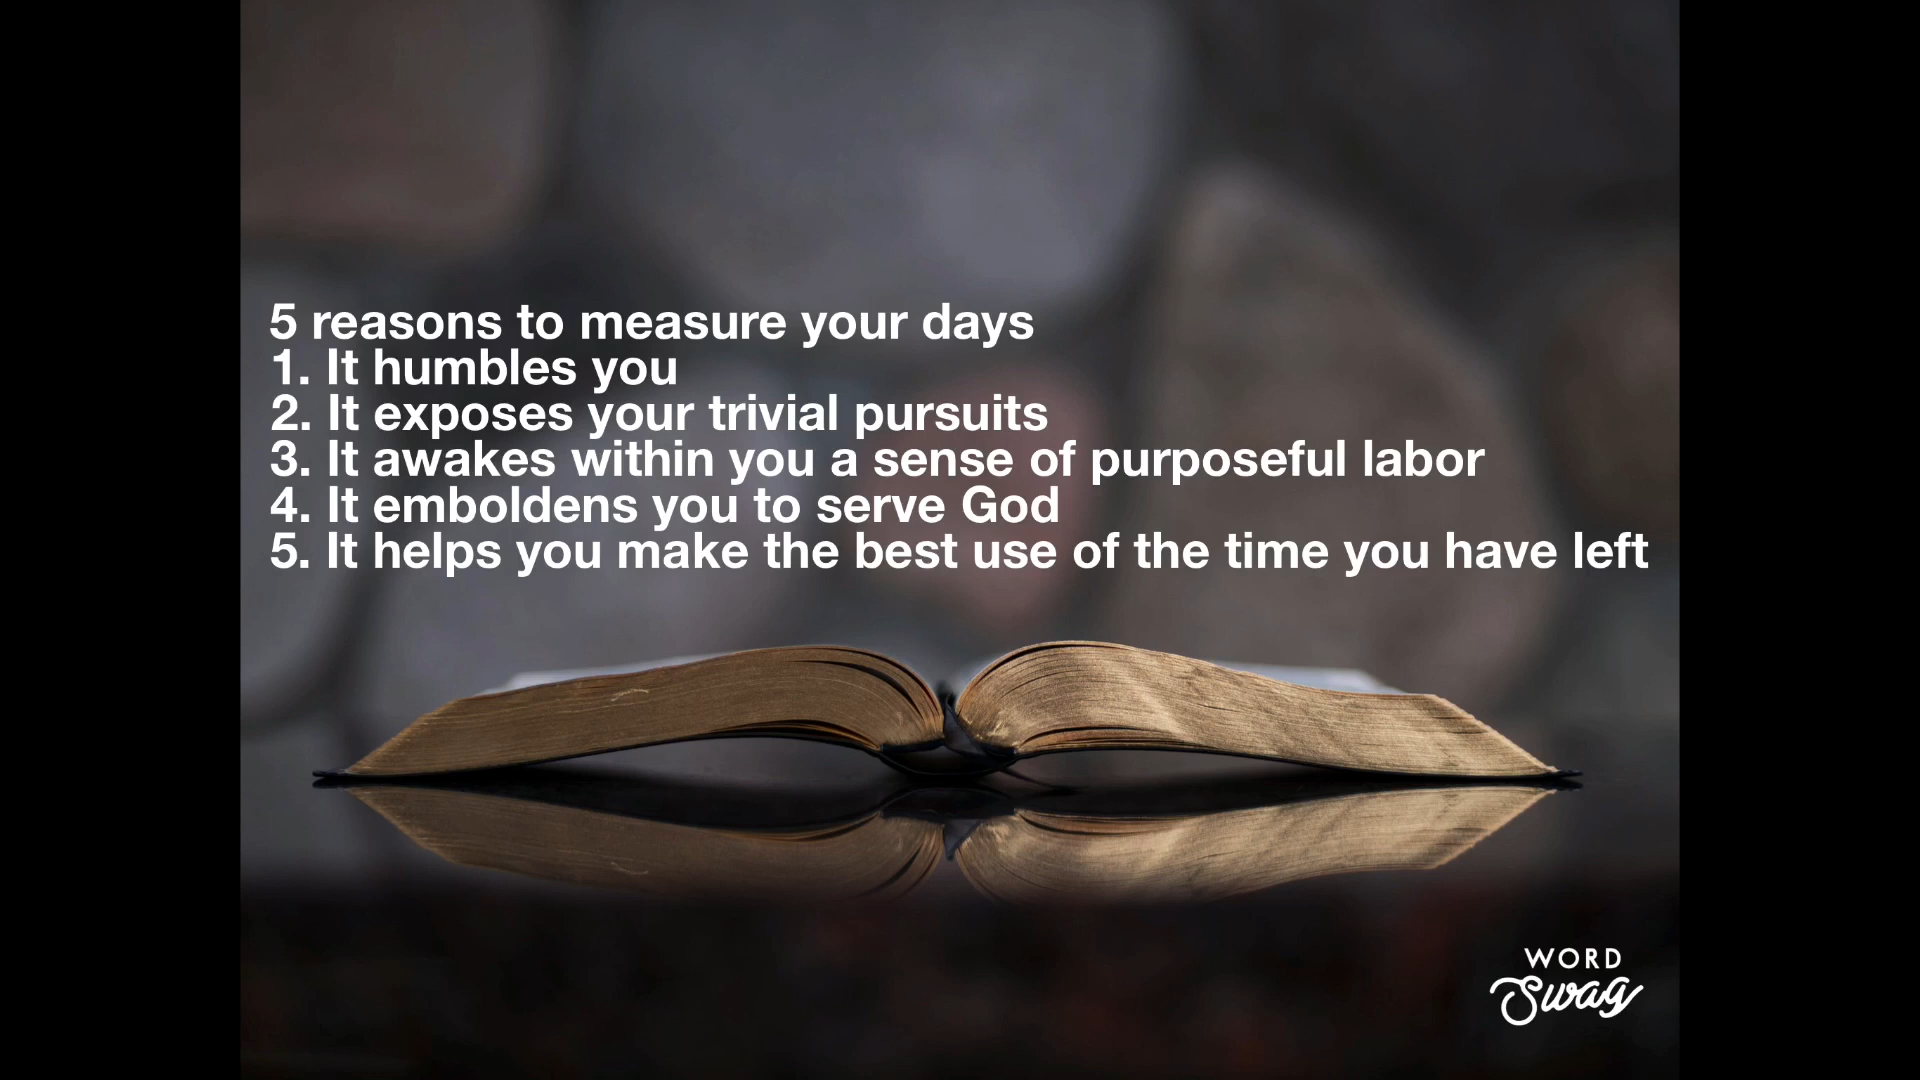 5 reasons to measure your days
1. It humbles you
2. It exposes your trivial pursuits
3. It awakes within you a sense of purposeful labor
4. It emboldens you to serve God
5. It helps you make the best use of the time you have left
WORD
Swag